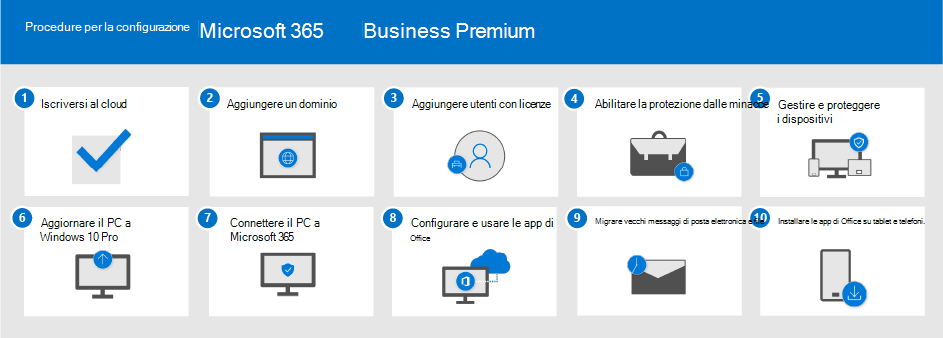 Procedure per la configurazione Microsoft 365 Business Premium
1 Iscriversi al cloud
2 Aggiungere un dominio
3 Aggiungere utenti con licenze
4 Abilitare la protezione dalle minacce
5 Gestire e proteggere
i dispositivi
6 Aggiornare il PC a
Windows 10 Pro
7 Connettere il PC a
Microsoft 365
8 Configurare e usare le app di
Office
9 Migrare vecchi messaggi di posta elettronica e
10 Installare le app di Office su tablet e telefoni.